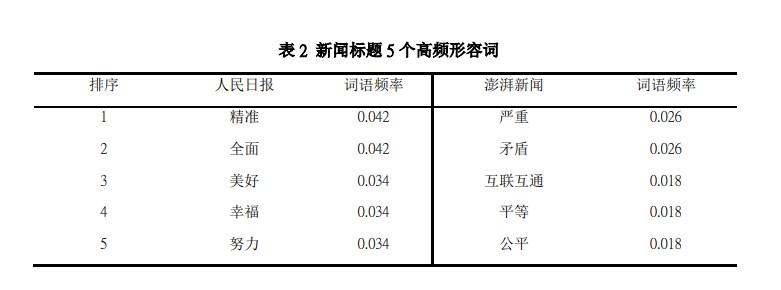 表 2 新闻标题 5 个高频形容词
排序 人民日报 词语频率 澎湃新闻 词语频率
1 精准 0.042 严重 0.026
2 全面 0.042 矛盾 0.026
3 美好 0.034 互联互通 0.018
4 幸福 0.034 平等 0.018
5 努力 0.034 公平 0.018